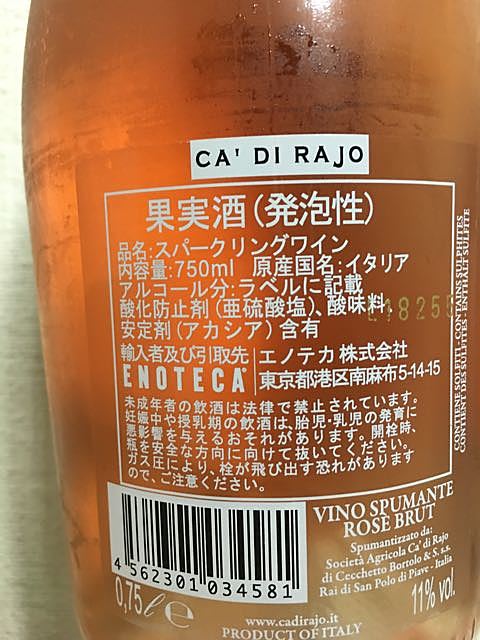 CA' DI RAJO
果実酒(発泡性)
品名:スパークリングワイン
内容量:750ml 原産国名:イタリア
アルコール分:ラベルに記載
酸化防止剤(亜硫酸塩)、酸味料、
安定剤(アカシア)含有
L18255
輸入者及び引取先
ENOTECA
エノテカ株式会社
東京都港区南麻布5-14-15
未成年者の飲酒は法律で禁止されています。
妊娠中や授乳期の飲酒は、胎児・乳児の発育に
悪影響を与えるおそれがあります。開栓時、
瓶を安全な方向に向けて抜いてください。
ガス圧により、栓が飛び出す恐れがあります
ので、ご注意ください。
CONTIENE SOLFITI - CONTAINS SULPHITES
CONTIENT DES SULFITES - ENTHÄLT SULFITE
4 562301 034581
0,75 l e
VINO SPUMANTE
ROSÉ BRUT
Spumantizzato da:
Società Agricola Ca' di Rajo
di Cecchetto Bortolo & S. s.s.
Rai di San Polo di Piave - Italia
11% vol.
www.cadirajo.it
PRODUCT OF ITALY